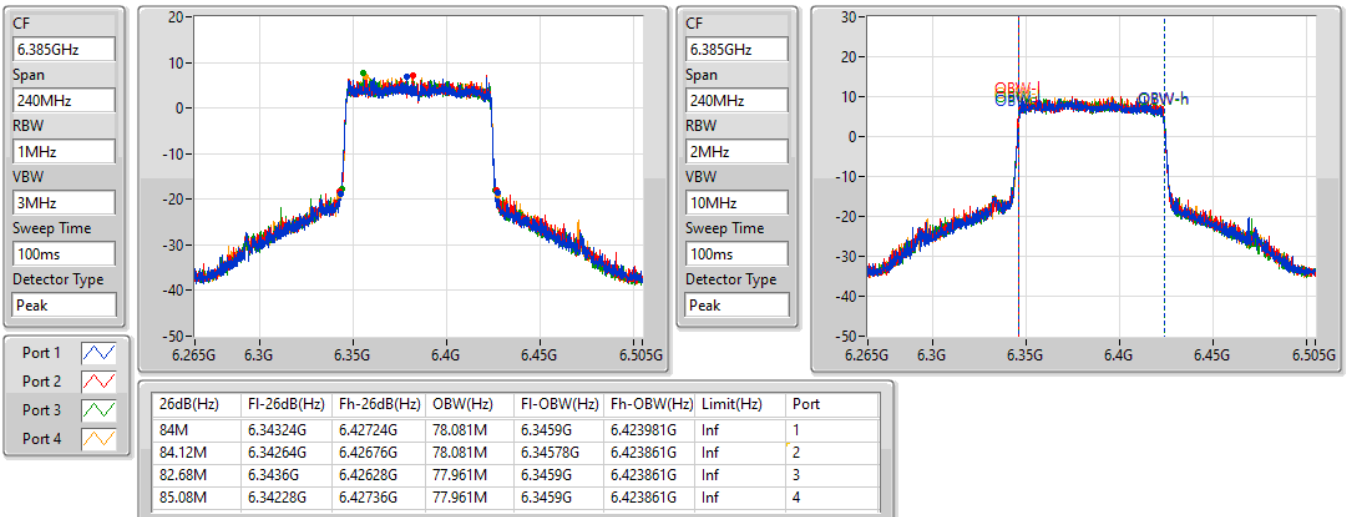 CF
6.385GHz
Span
240MHz
RBW
1MHz
VBW
3MHz
Sweep Time
100ms
Detector Type
Peak
20
10
0
-10
-20
-30
-40
-50
6.265G 6.3G 6.35G 6.4G 6.45G 6.505G
CF
6.385GHz
Span
240MHz
RBW
2MHz
VBW
10MHz
Sweep Time
100ms
Detector Type
Peak
30
20
10
0
-10
-20
-30
-40
-50
OBW-l
OBW-h
6.265G 6.3G 6.35G 6.4G 6.45G 6.505G
Port 1
Port 2
Port 3
Port 4
26dB(Hz) Fl-26dB(Hz) Fh-26dB(Hz) OBW(Hz) Fl-OBW(Hz) Fh-OBW(Hz) Limit(Hz) Port
84M 6.34324G 6.42724G 78.081M 6.3459G 6.423981G Inf 1
84.12M 6.34264G 6.42676G 78.081M 6.34578G 6.423861G Inf 2
82.68M 6.3436G 6.42628G 77.961M 6.3459G 6.423861G Inf 3
85.08M 6.34228G 6.42736G 77.961M 6.3459G 6.423861G Inf 4